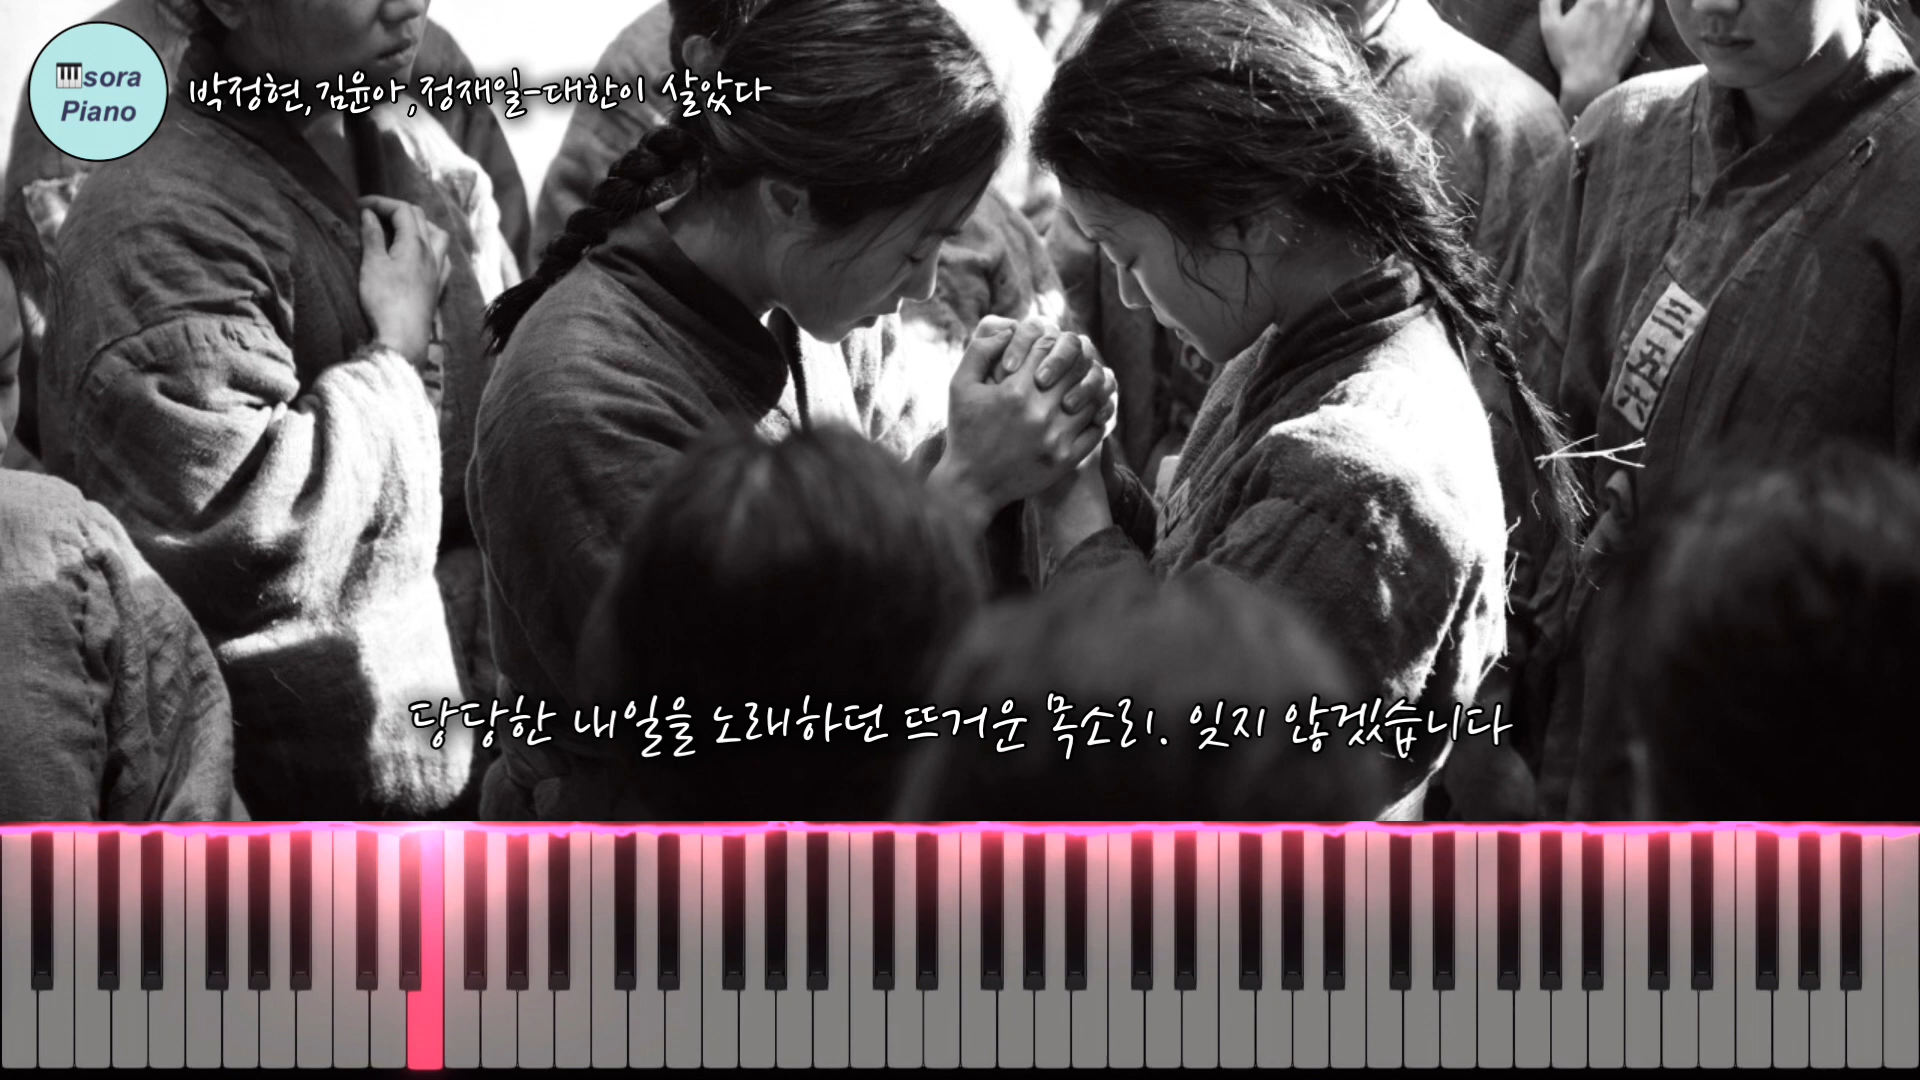 sora
Piano
박정현,김윤아,정재일-대한이 살았다
당당한 내일을 노래하던 뜨거운 목소리. 잊지 않겠습니다